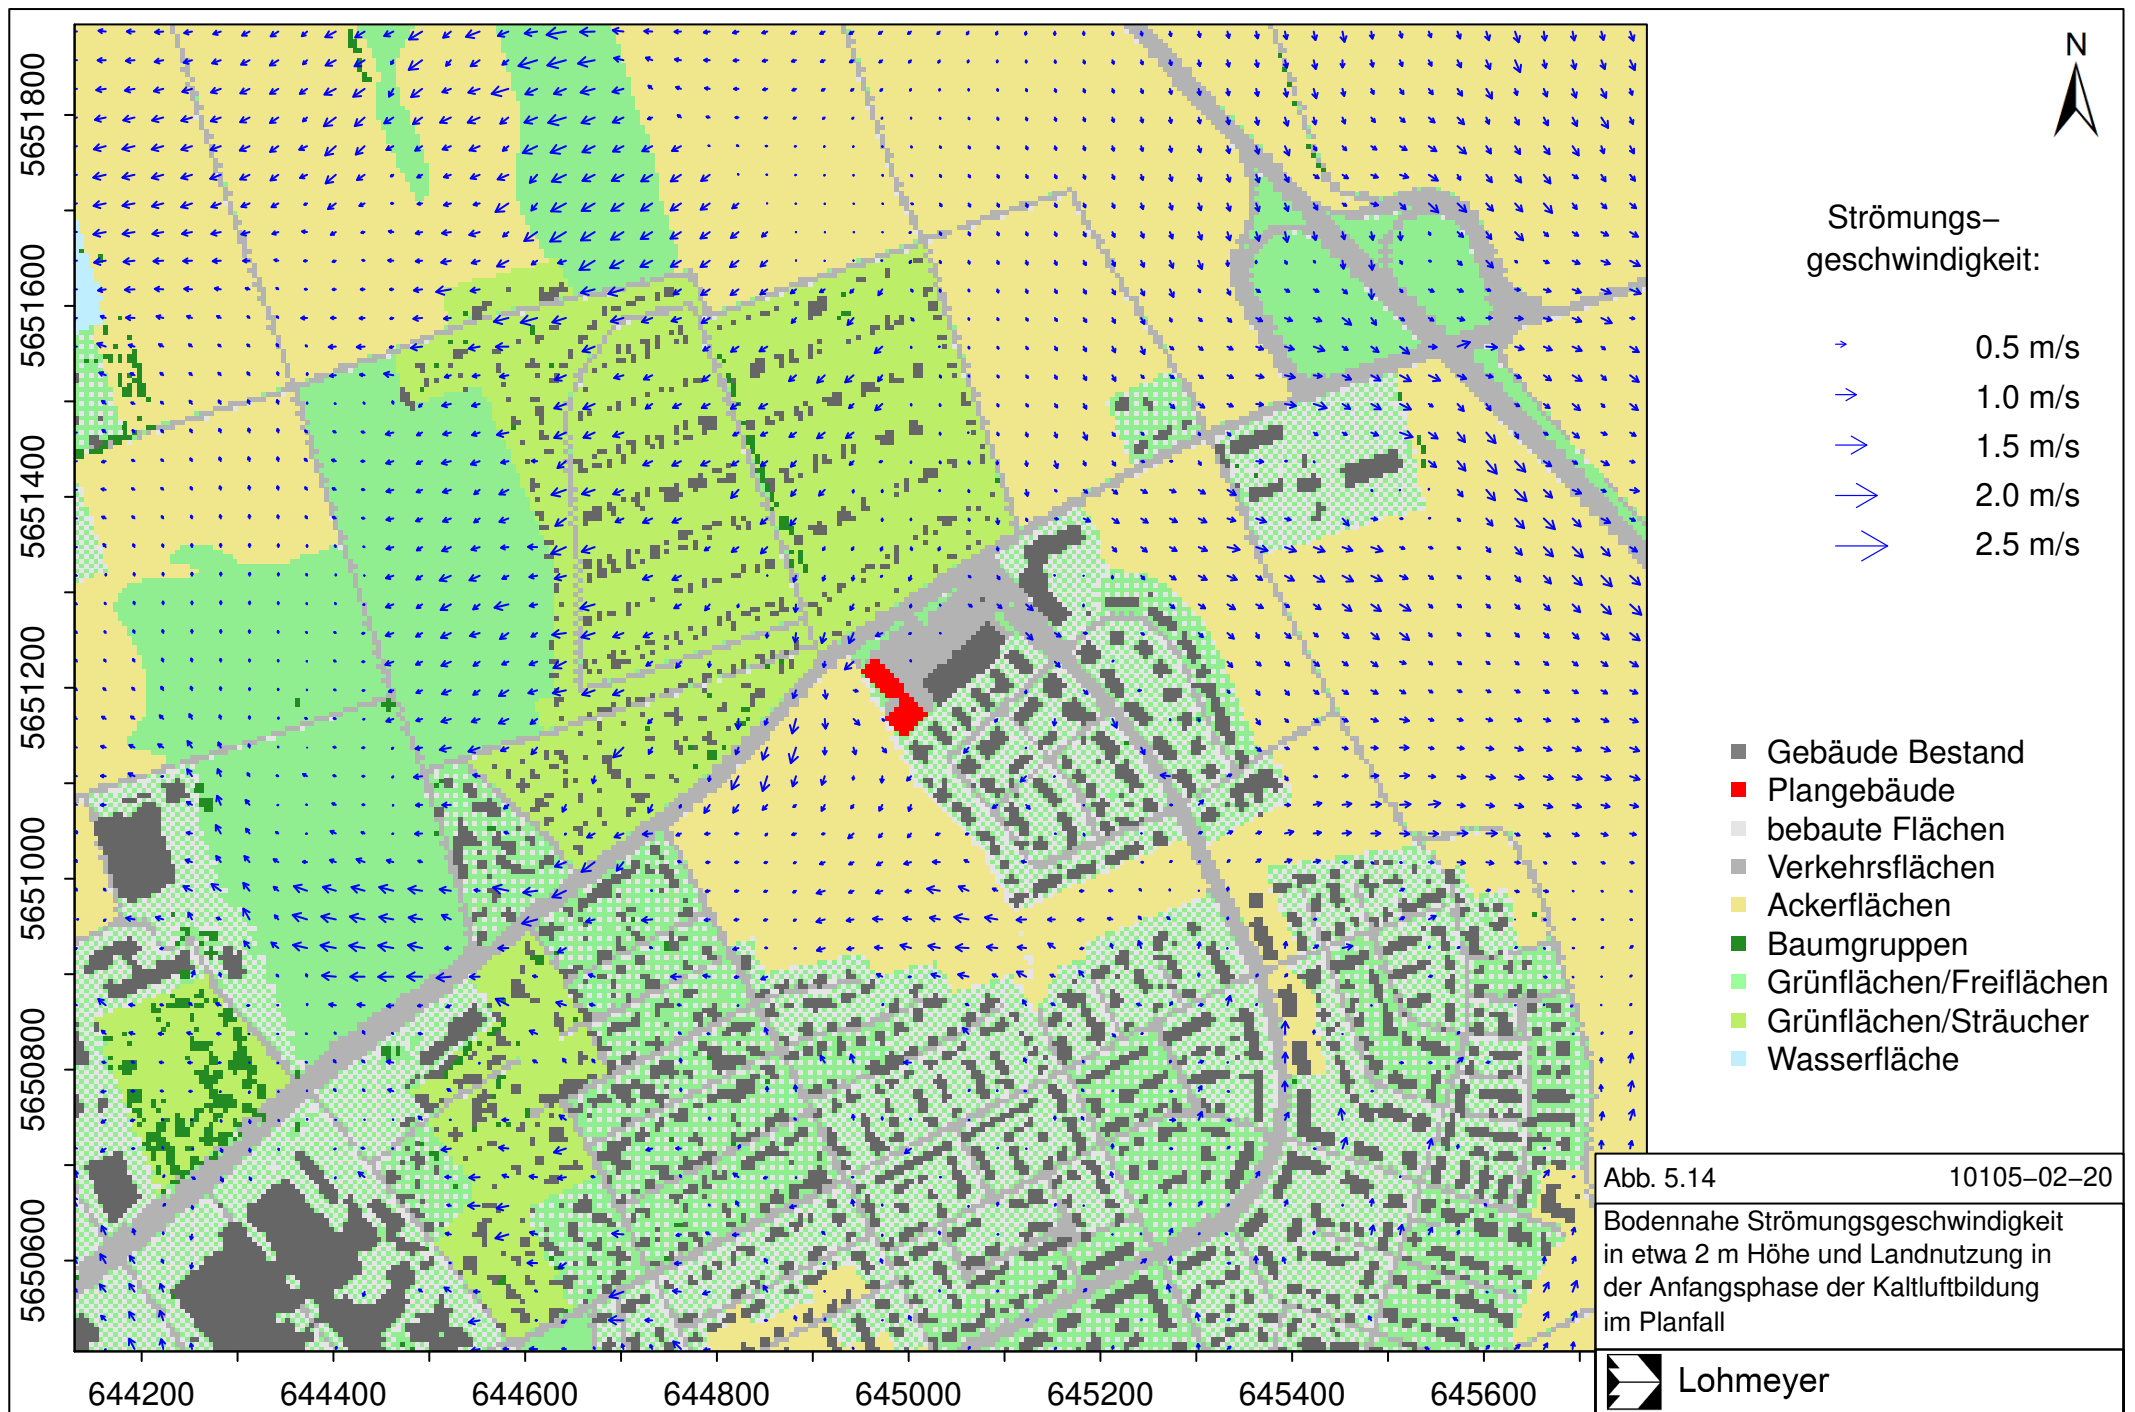 5651800
5651600
5651400
5651200
5651000
5650800
5650600
644200
644400
644600
644800
645000
645200
645400
645600
N
Strömungs–
geschwindigkeit:
0.5 m/s
1.0 m/s
1.5 m/s
2.0 m/s
2.5 m/s
Gebäude Bestand
Plangebäude
bebaute Flächen
Verkehrsflächen
Ackerflächen
Baumgruppen
Grünflächen/Freiflächen
Grünflächen/Sträucher
Wasserfläche
Abb. 5.14 10105–02–20
Bodennahe Strömungsgeschwindigkeit
in etwa 2 m Höhe und Landnutzung in
der Anfangsphase der Kaltluftbildung
im Planfall
Lohmeyer